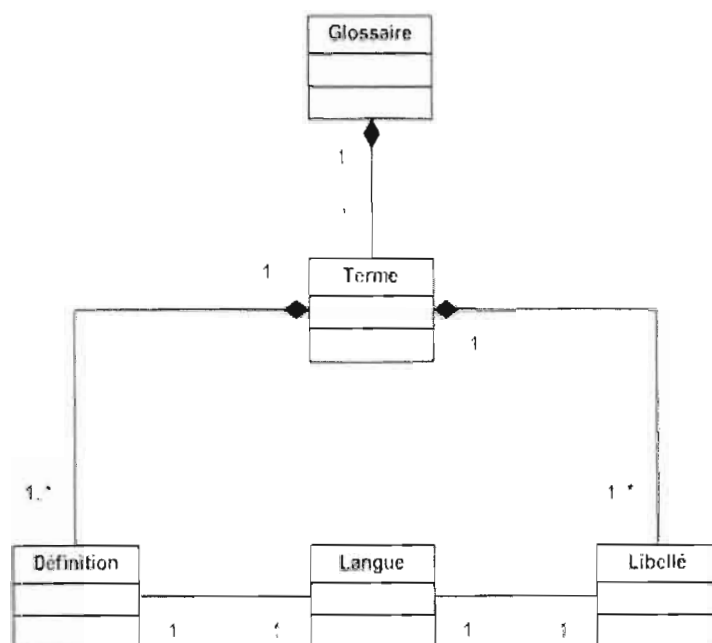 Glossaire
1
*
1
Terme
1
1..*
1..*
Définition
Langue
Libellé
1
1
1
1